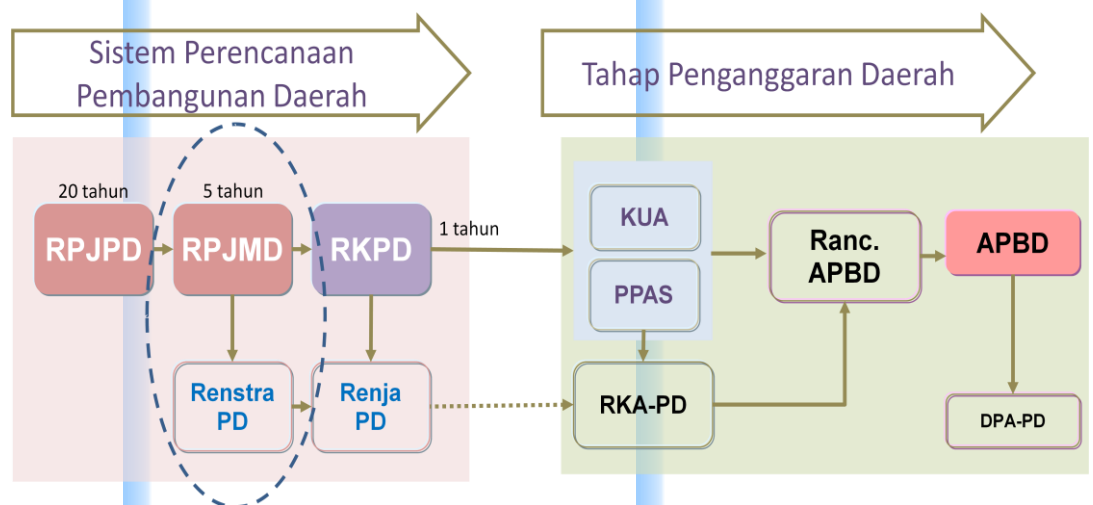 Sistem Perencanaan
Pembangunan Daerah
Tahap Penganggaran Daerah
20 tahun
5 tahun
RPJPD
RPJMD
RKPD
1 tahun
KUA
PPAS
Ranc.
APBD
APBD
Renstra
PD
Renja
PD
RKA-PD
DPA-PD